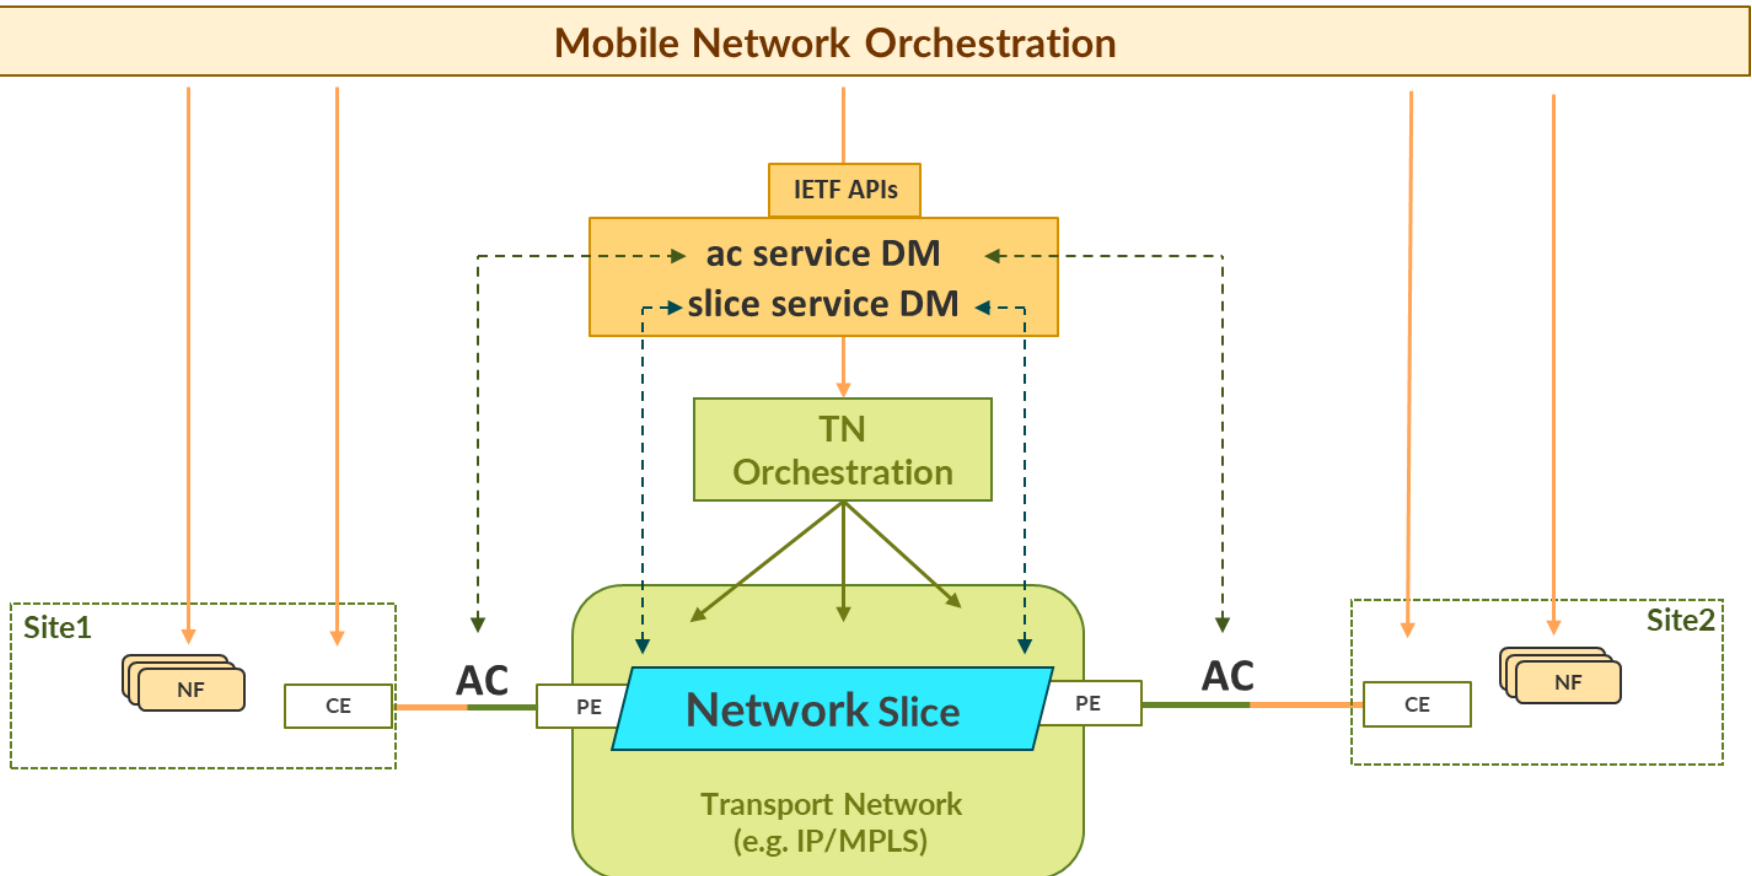 Mobile Network Orchestration
IETF APIs
ac service DM
slice service DM
TN
Orchestration
Site1
Site2
NF
CE
AC
PE
Network Slice
PE
AC
CE
NF
Transport Network
(e.g. IP/MPLS)